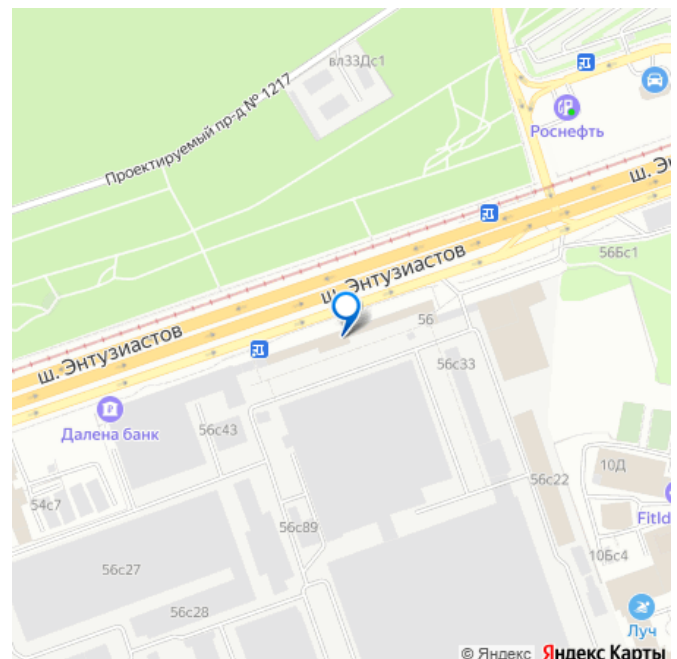 вл33Дс1
Проектируемый пр-д № 1217
Роснефть
ш. Э
56Бс1
ш. Энтузиастов
ш. Энтузиастов
56
56с33
Далена банк
56с43
10Д
56с22
54с7
FitId
56с89
10Бс4
56с27
56с28
Луч
© Яндекс Яндекс Карты